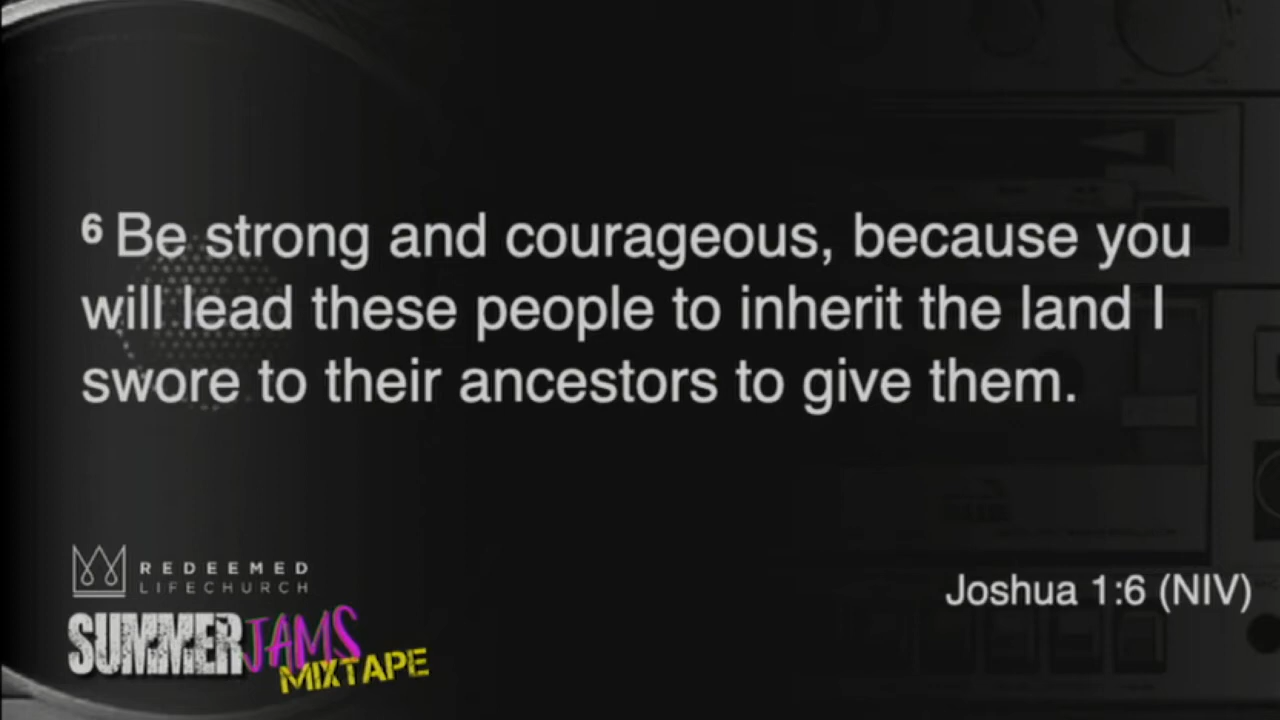 6 Be strong and courageous, because you
will lead these people to inherit the land I
swore to their ancestors to give them.
REDEEMED
LIFECHURCH
Joshua 1:6 (NIV)
SUMMER JAMS
MIXTAPE